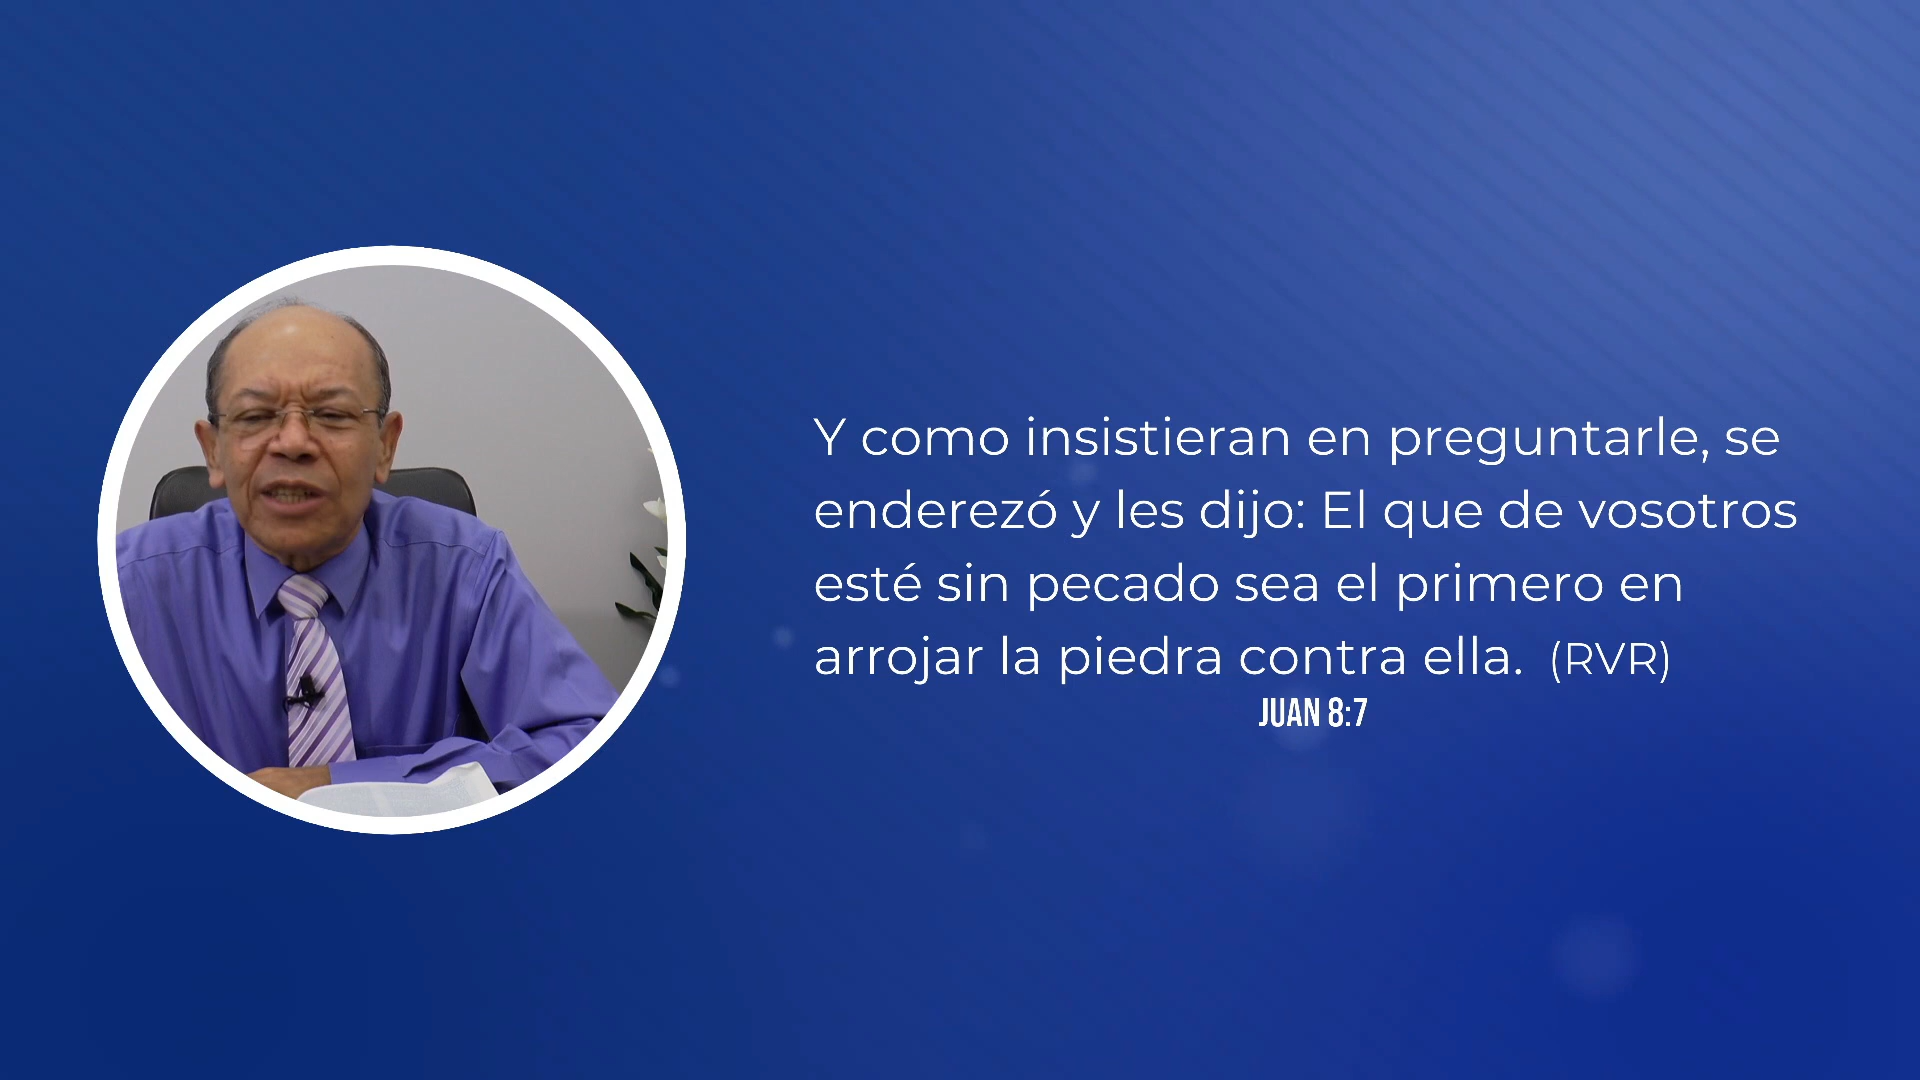 Y como insistieran en preguntarle, se
enderezó y les dijo: El que de vosotros
esté sin pecado sea el primero en
arrojar la piedra contra ella. (RVR)
JUAN 8:7